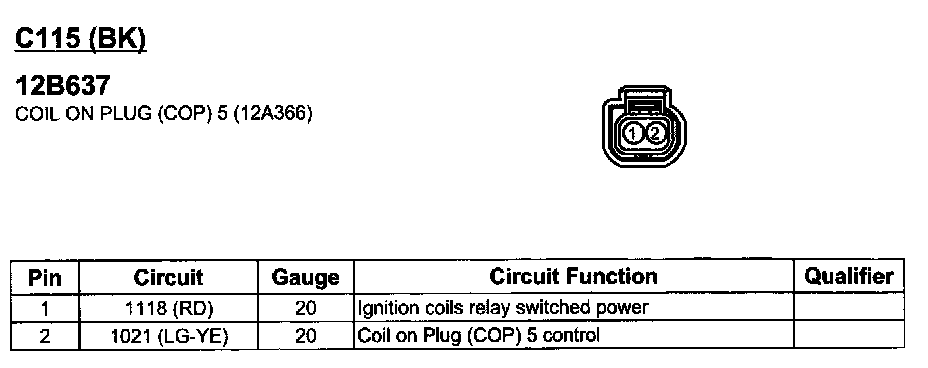 C115 (BK)
12B637
COIL ON PLUG (COP) 5 (12A366)
1 2
Pin Circuit Gauge Circuit Function Qualifier
1 1118 (RD) 20 Ignition coils relay switched power
2 1021 (LG-YE) 20 Coil on Plug (COP) 5 control